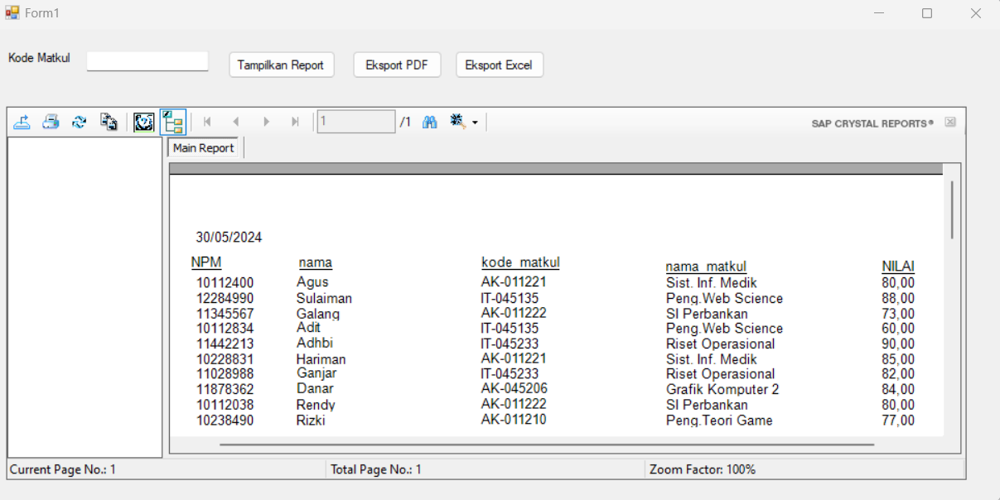 Form1
Kode Matkul Tampilkan Report Eksport PDF Eksport Excel
1 /1 SAP CRYSTAL REPORTS®
Main Report
30/05/2024
NPM nama kode_matkul nama_matkul NILAI
10112400 Agus AK-011221 Sist. Inf. Medik 80,00
12284990 Sulaiman IT-045135 Peng.Web Science 88,00
11345567 Galang AK-011222 SI Perbankan 73,00
10112834 Adit IT-045135 Peng.Web Science 60,00
11442213 Adhbi IT-045233 Riset Operasional 90,00
10228831 Hariman AK-011221 Sist. Inf. Medik 85,00
11028988 Ganjar IT-045233 Riset Operasional 82,00
11878362 Danar AK-045206 Grafik Komputer 2 84,00
10112038 Rendy AK-011222 SI Perbankan 80,00
10238490 Rizki AK-011210 Peng.Teori Game 77,00
Current Page No.: 1 Total Page No.: 1 Zoom Factor: 100%